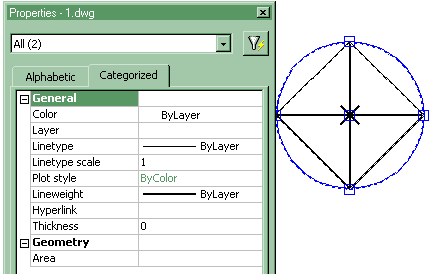 Properties - 1.dwg
All (2)
Alphabetic Categorized
General
Color ByLayer
Layer
Linetype ByLayer
Linetype scale 1
Plot style ByColor
Lineweight ByLayer
Hyperlink
Thickness 0
Geometry
Area